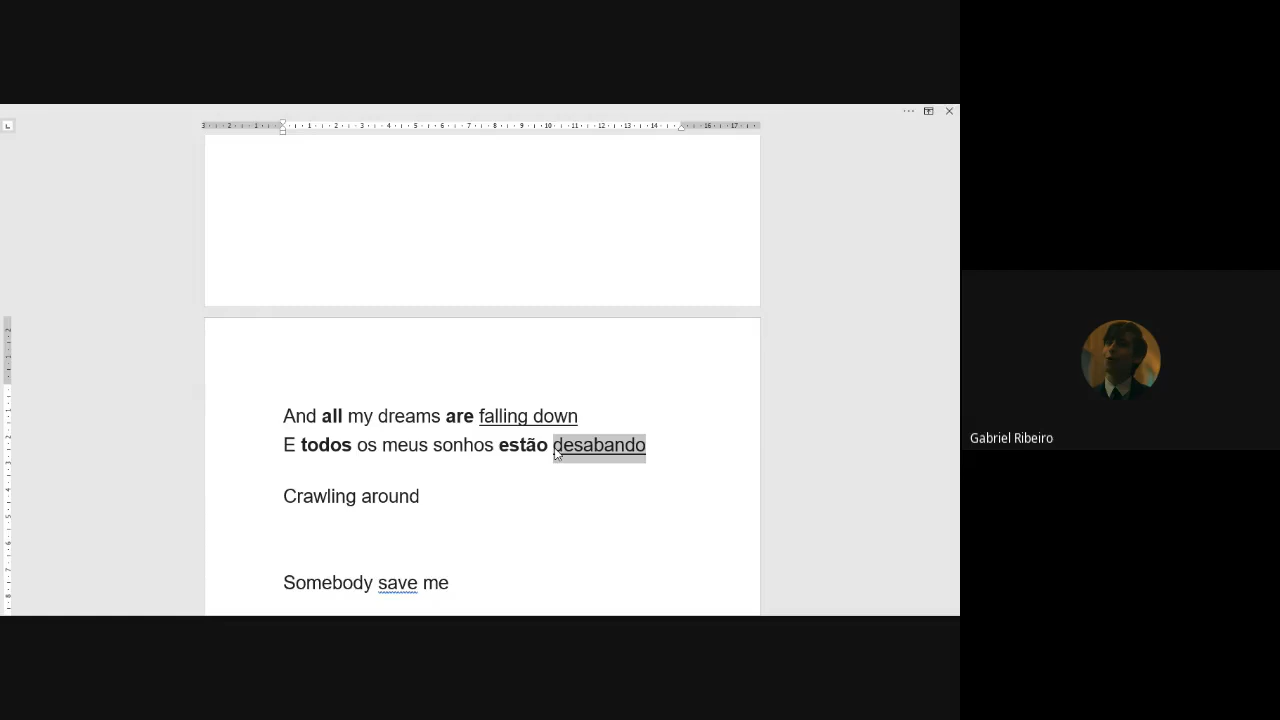 And all my dreams are falling down
E todos os meus sonhos estão desabando
Crawling around
Somebody save me
Gabriel Ribeiro